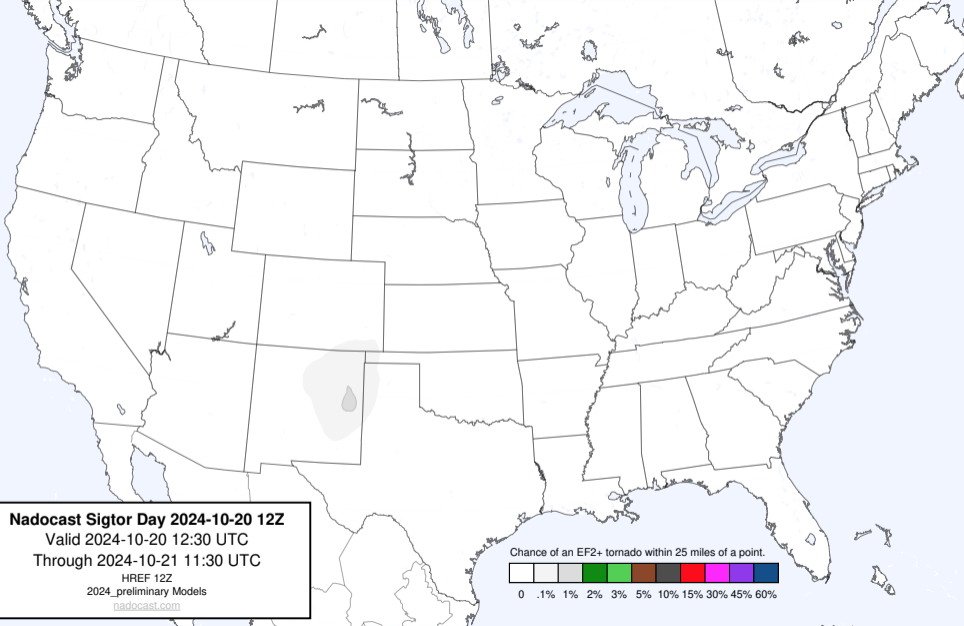 Nadocast Sigtor Day 2024-10-20 12Z
Valid 2024-10-20 12:30 UTC
Through 2024-10-21 11:30 UTC
HREF 12Z
2024_preliminary Models
nadocast.com
Chance of an EF2+ tornado within 25 miles of a point.
0 .1% 1% 2% 3% 5% 10% 15% 30% 45% 60%